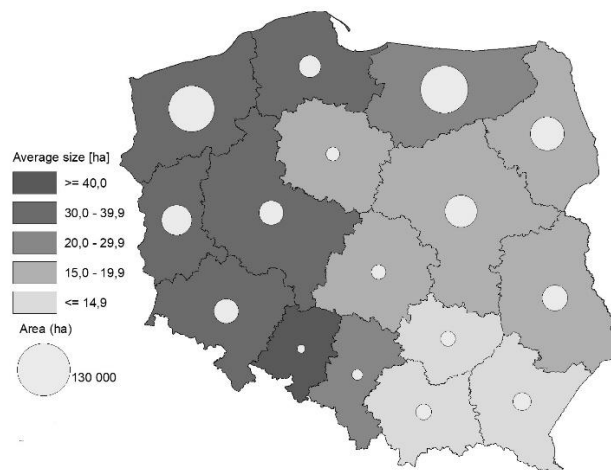 Average size [ha]
>= 40,0
30,0 - 39,9
20,0 - 29,9
15,0 - 19,9
<= 14,9
Area (ha)
130 000